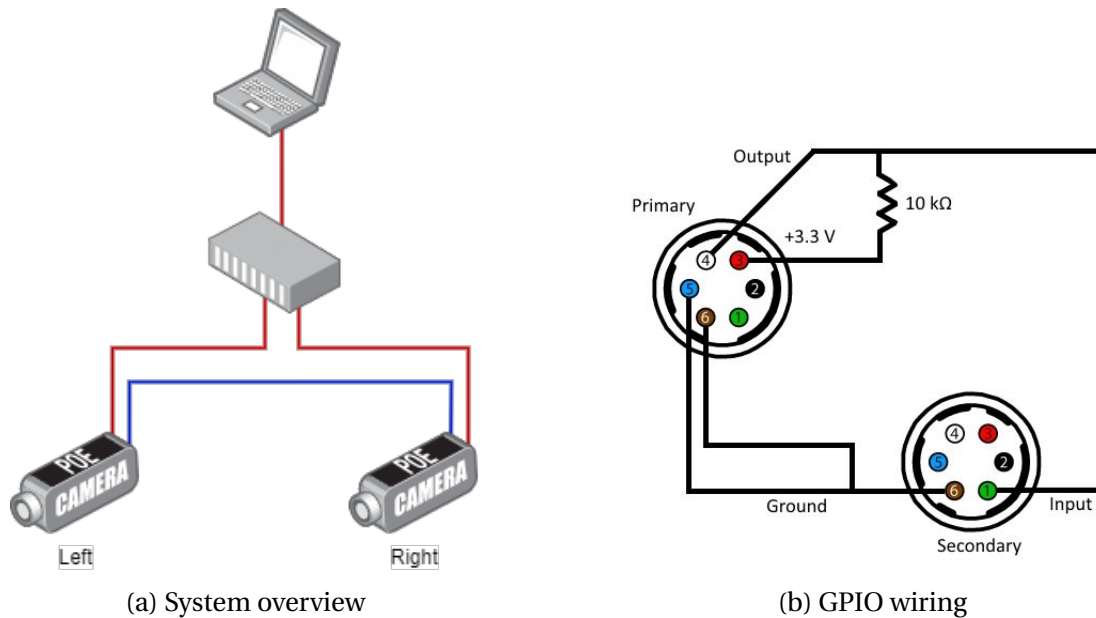 POE
CAMERA
POE
CAMERA
Left
Right
(a) System overview
Output
Primary
10 kΩ
+3.3 V
4
3
5
2
6
1
4
3
5
2
6
1
Ground
Input
Secondary
(b) GPIO wiring